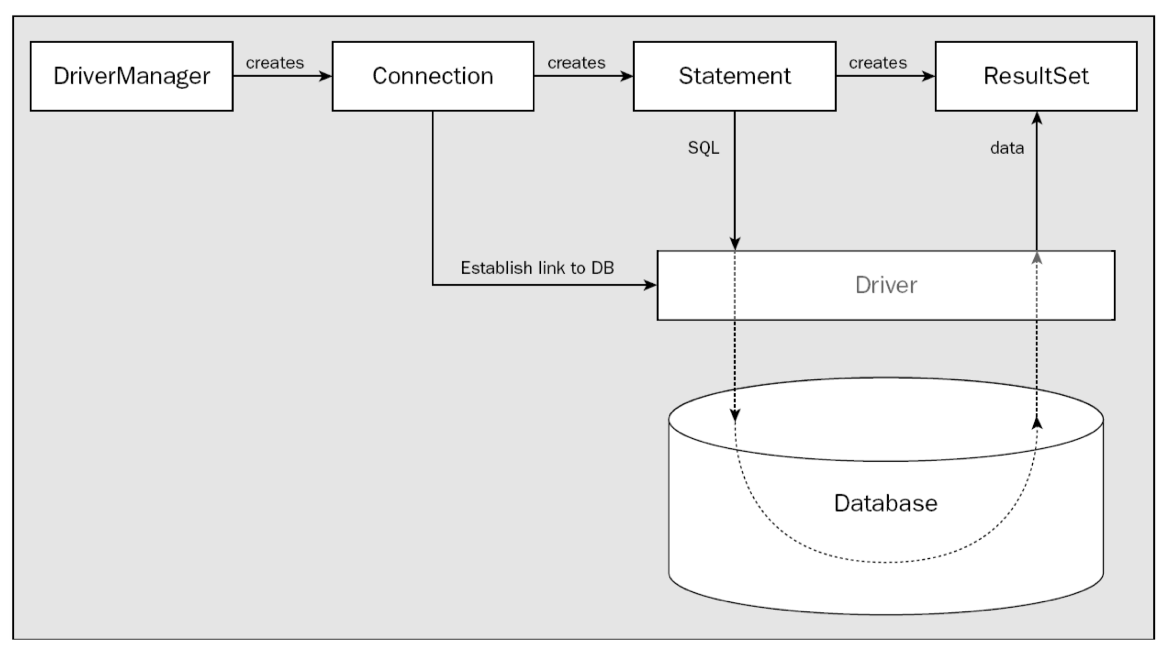 creates
creates
creates
DriverManager
Connection
Statement
ResultSet
SQL
data
Establish link to DB
Driver
Database